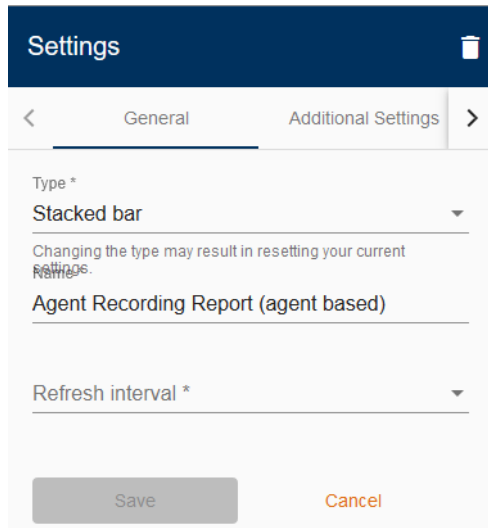 Settings
General
Additional Settings
Type *
Stacked bar
Changing the type may result in resetting your current
settings.
Name *
Agent Recording Report (agent based)
Refresh interval *
Save
Cancel